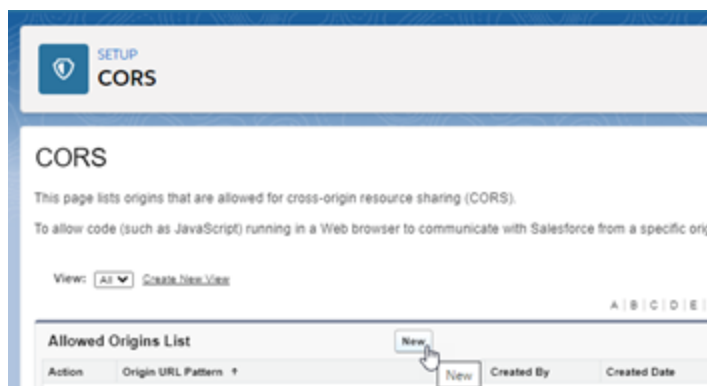 SETUP
CORS
CORS
This page lists origins that are allowed for cross-origin resource sharing (CORS).
To allow code (such as JavaScript) running in a Web browser to communicate with Salesforce from a specific ori
View: All Create New View
A | B | C | D | E |
Allowed Origins List New
New
Action Origin URL Pattern ↑ Created By Created Date